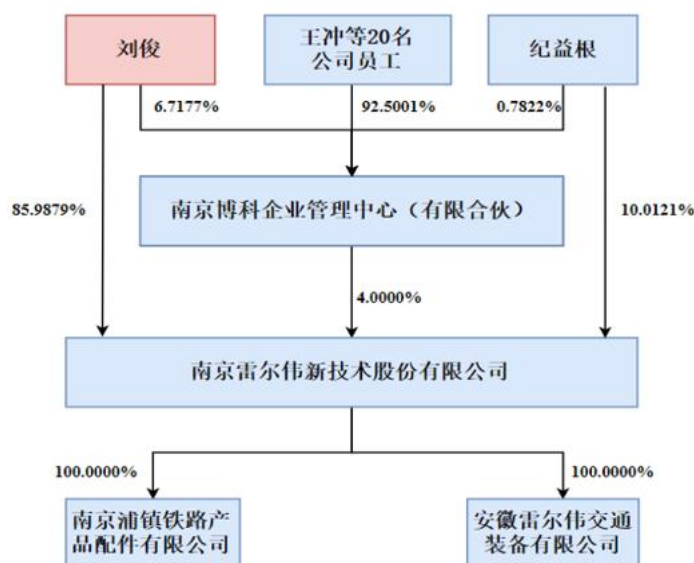 刘俊
王冲等20名
公司员工
纪益根
6.7177%
92.5001%
0.7822%
南京博科企业管理中心（有限合伙）
85.9879%
10.0121%
4.0000%
南京雷尔伟新技术股份有限公司
100.0000%
100.0000%
南京浦镇铁路产
品配件有限公司
安徽雷尔伟交通
装备有限公司